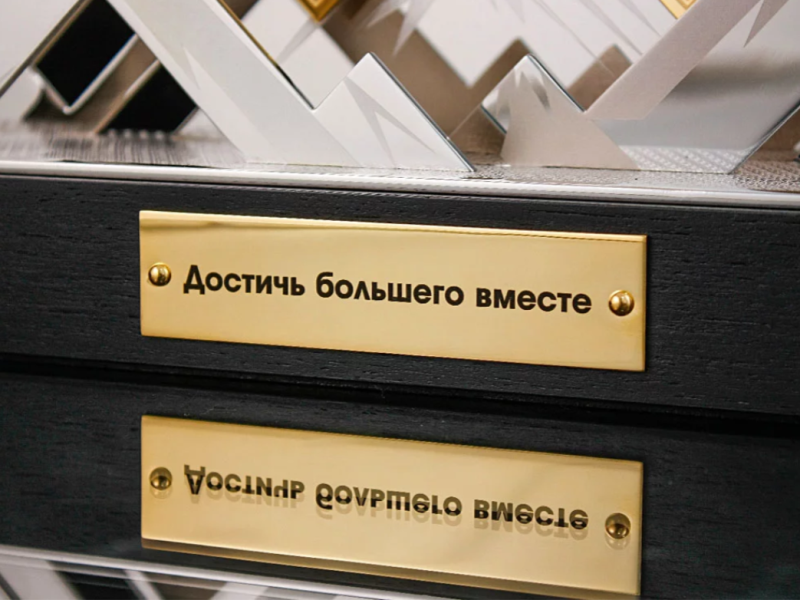 Достичь большего вместе